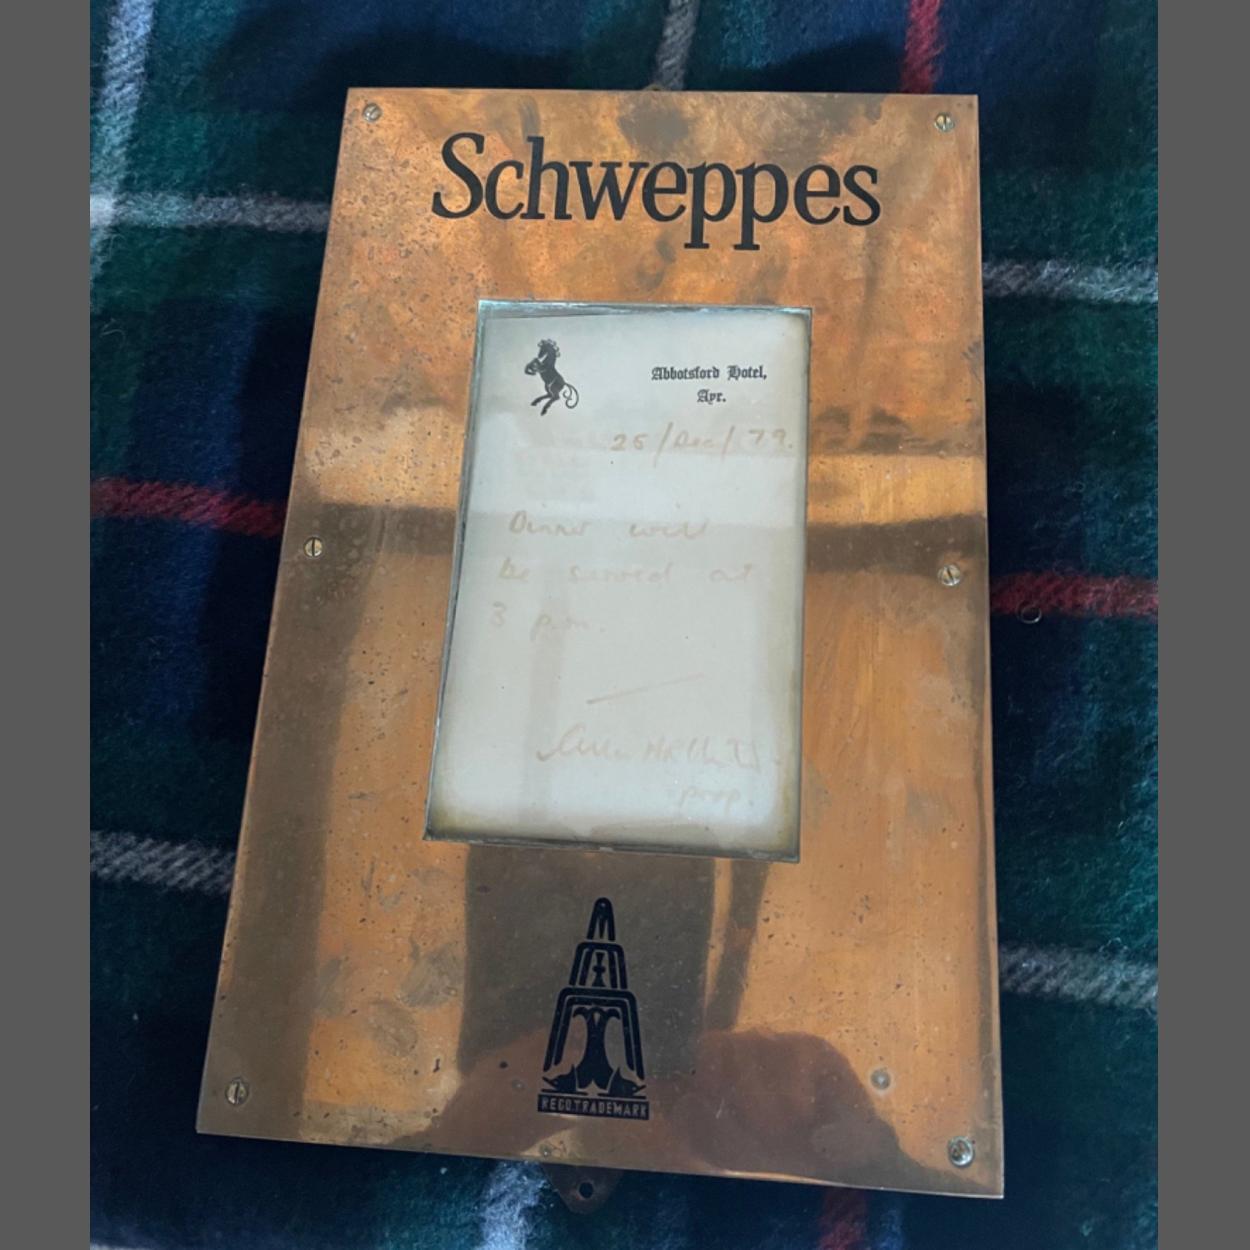 Schweppes
Abbotsford Hotel,
Ayr.
25/Dec/79.
Dinner will
be served at
3 p.m.
prop.
REGD.TRADEMARK